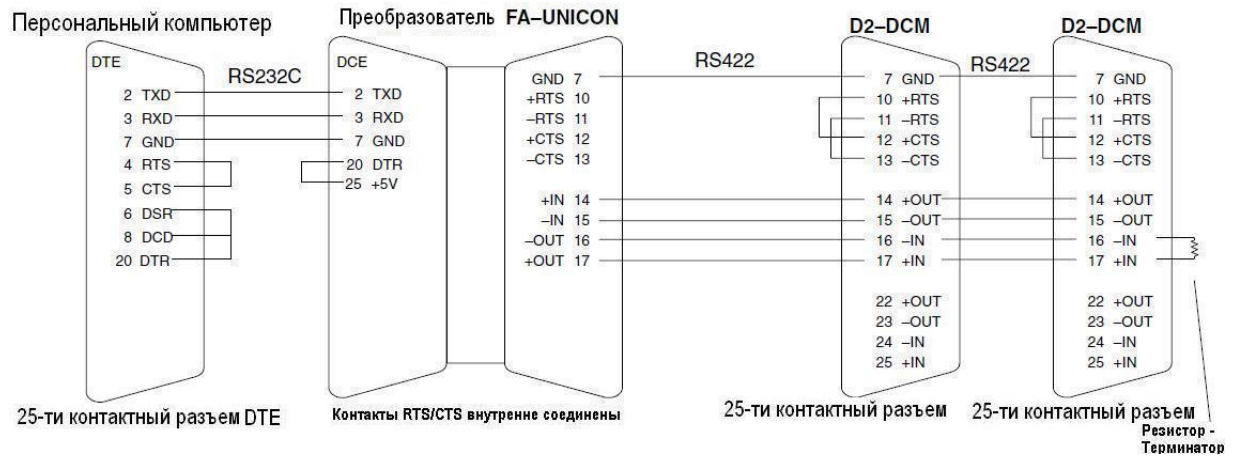 Персональный компьютер
Преобразователь FA–UNICON
D2–DCM
D2–DCM
DTE
RS232C
2 TXD
3 RXD
7 GND
4 RTS
5 CTS
6 DSR
8 DCD
20 DTR
25-ти контактный разъем DTE
DCE
2 TXD
3 RXD
7 GND
20 DTR
25 +5V
GND 7
+RTS 10
–RTS 11
+CTS 12
–CTS 13
+IN 14
–IN 15
–OUT 16
+OUT 17
Контакты RTS/CTS внутренне соединены
RS422
7 GND
10 +RTS
11 –RTS
12 +CTS
13 –CTS
14 +OUT
15 –OUT
16 –IN
17 +IN
22 +OUT
23 –OUT
24 –IN
25 +IN
25-ти контактный разъем
RS422
7 GND
10 +RTS
11 –RTS
12 +CTS
13 –CTS
14 +OUT
15 –OUT
16 –IN
17 +IN
22 +OUT
23 –OUT
24 –IN
25 +IN
25-ти контактный разъем
Резистор -
Терминатор